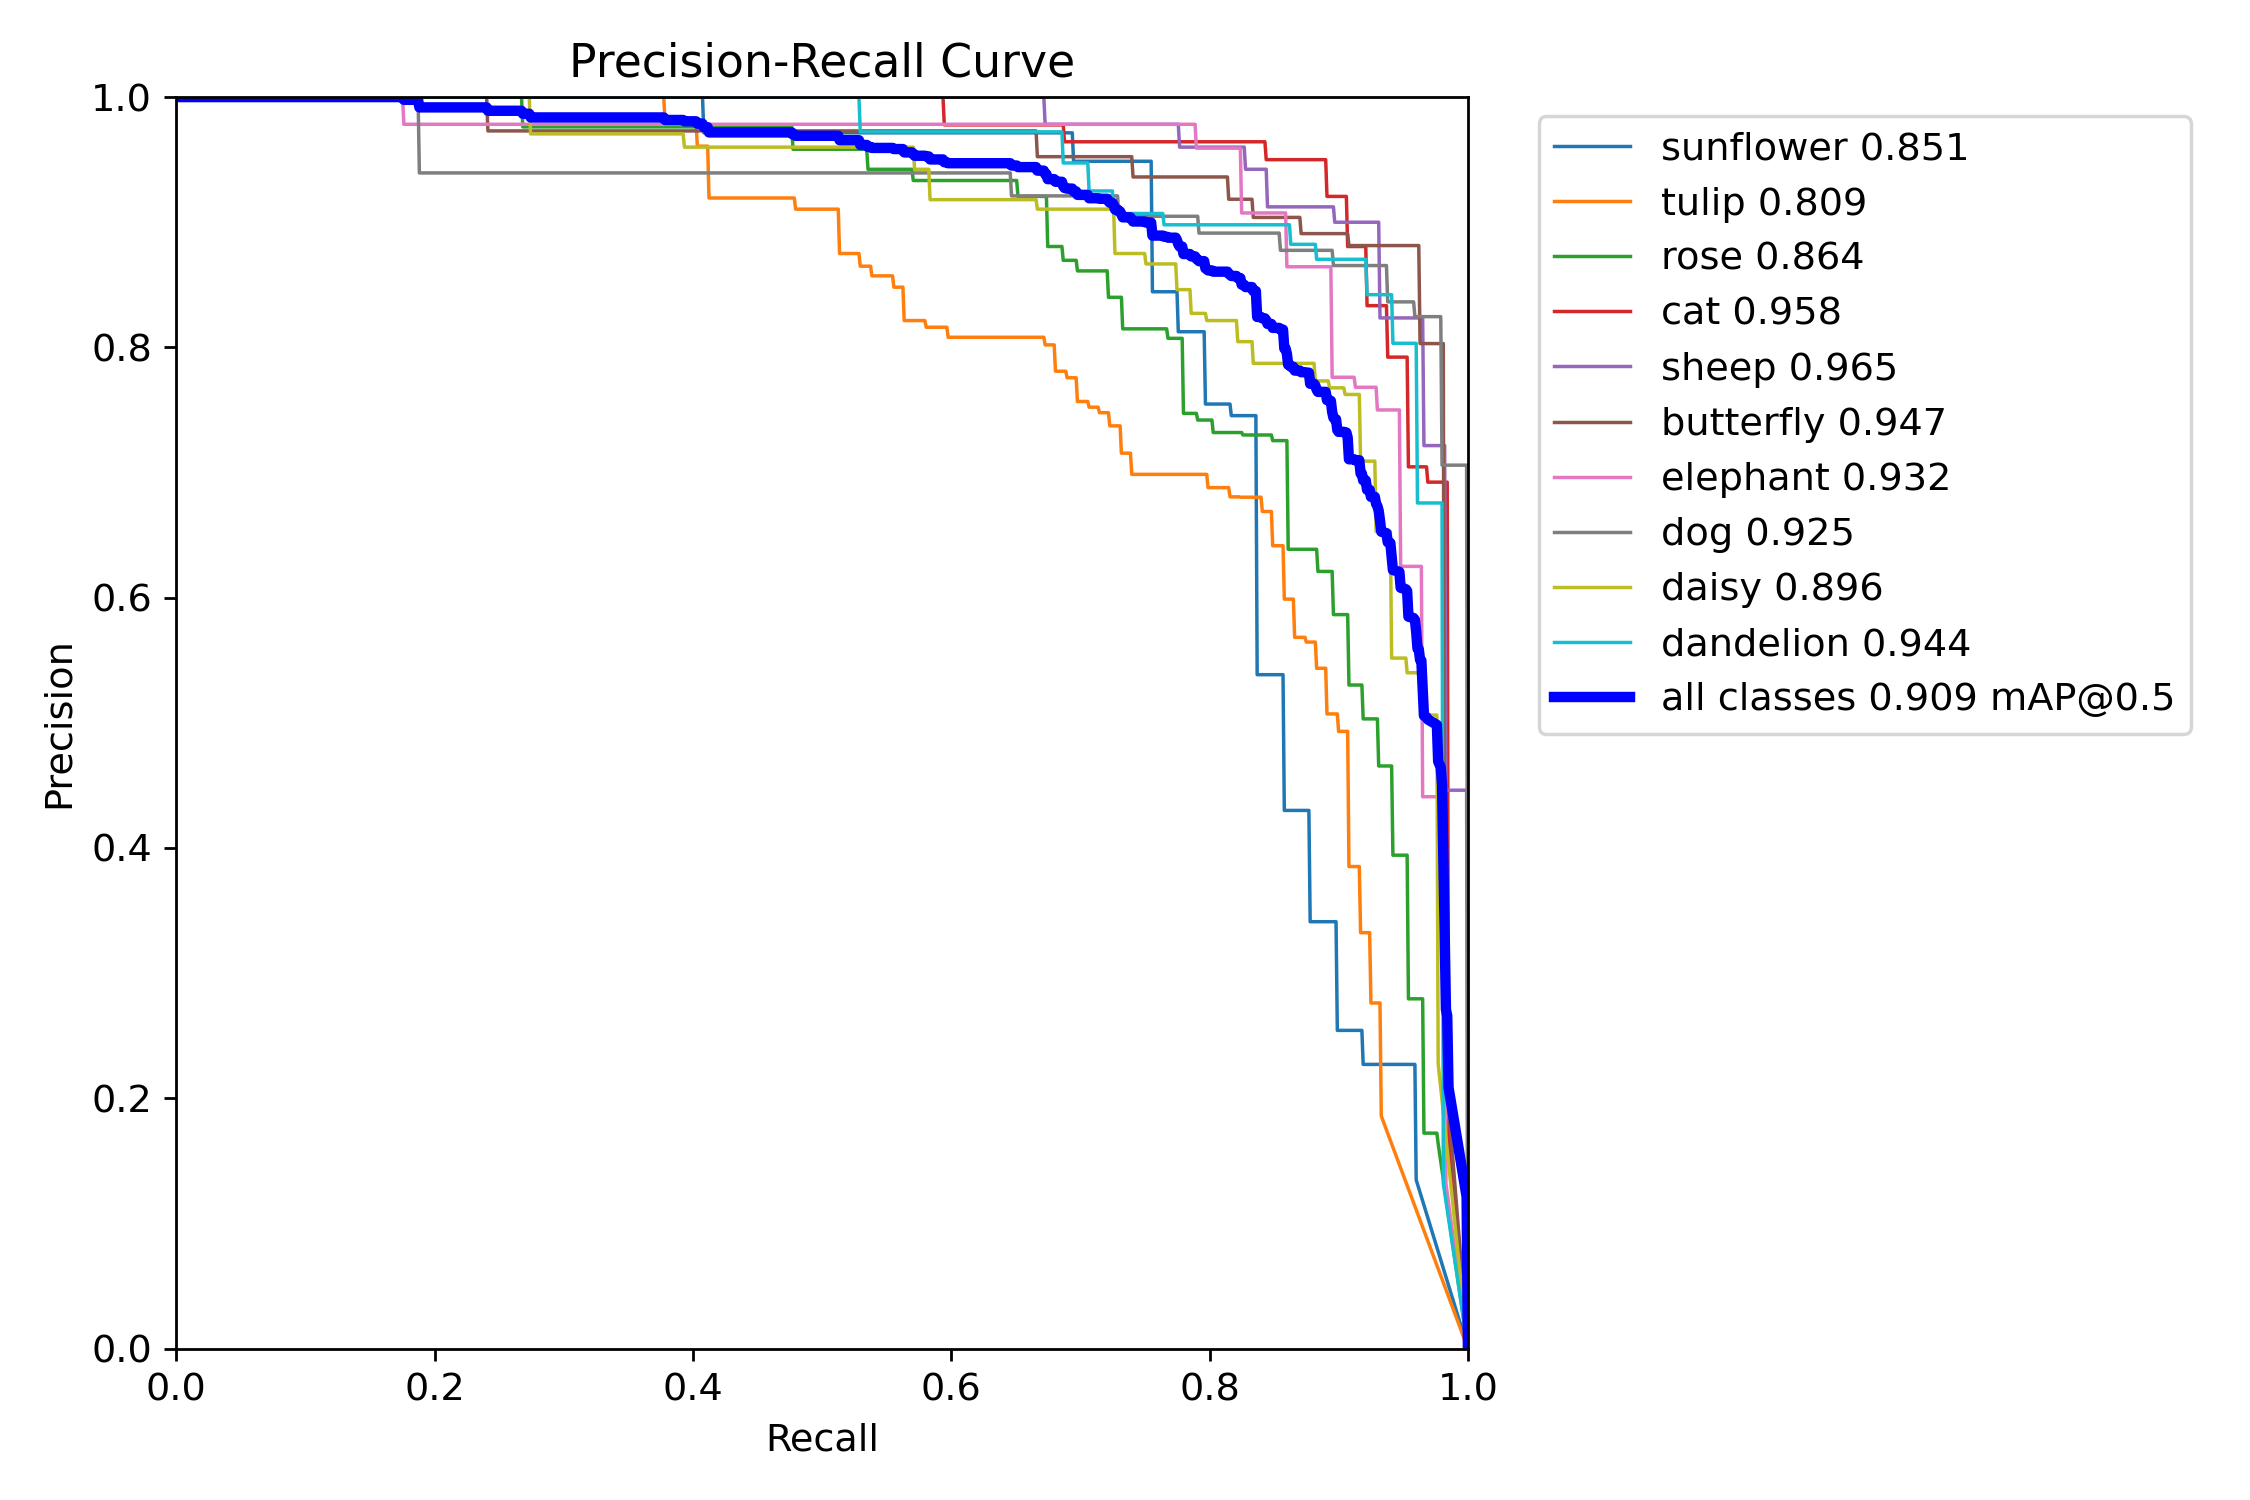 Precision-Recall Curve
1.0
0.8
0.6
0.4
0.2
0.0
Precision
0.0 0.2 0.4 0.6 0.8 1.0
Recall
sunflower 0.851
tulip 0.809
rose 0.864
cat 0.958
sheep 0.965
butterfly 0.947
elephant 0.932
dog 0.925
daisy 0.896
dandelion 0.944
all classes 0.909 mAP@0.5